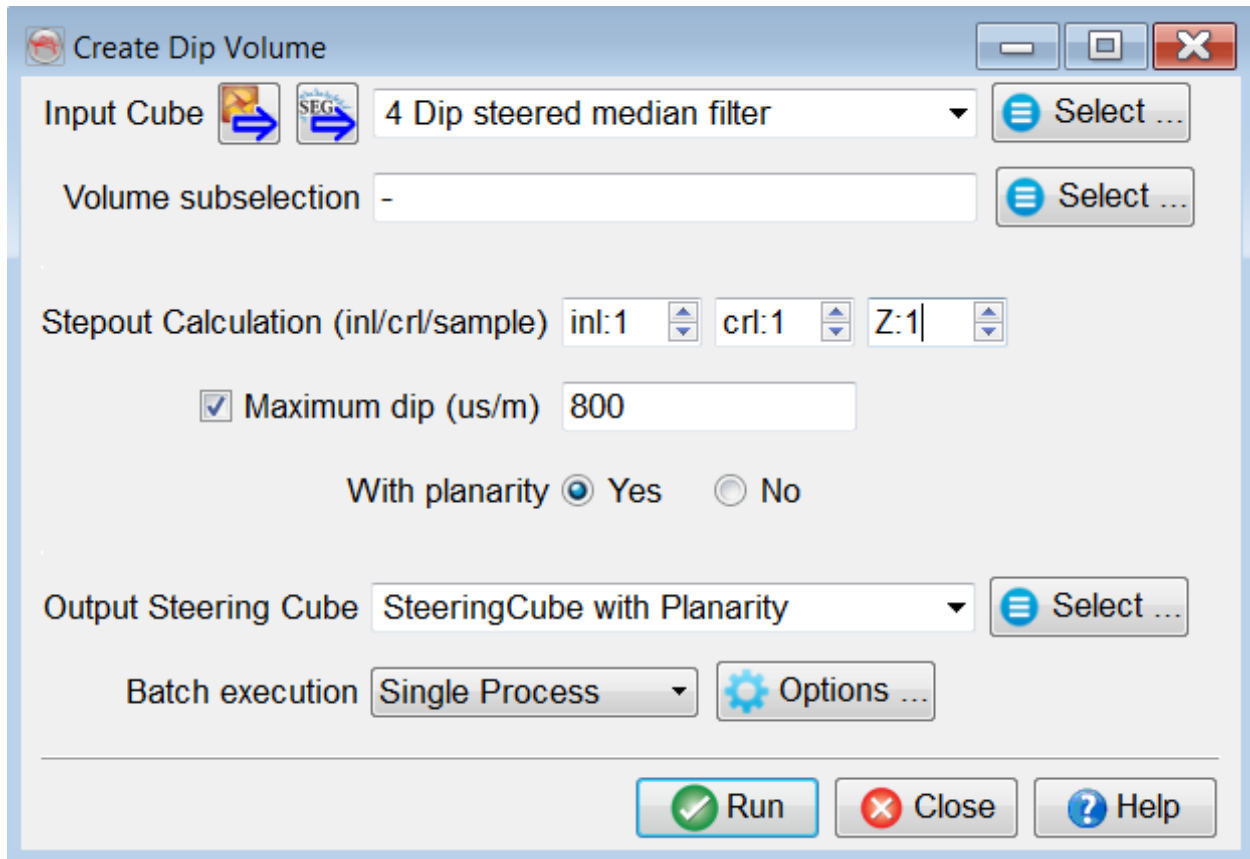 Create Dip Volume
Input Cube SEG 4 Dip steered median filter Select ...
Volume subselection - Select ...
Stepout Calculation (inl/crl/sample) inl:1 crl:1 Z:1
Maximum dip (us/m) 800
With planarity Yes No
Output Steering Cube SteeringCube with Planarity Select ...
Batch execution Single Process Options ...
Run Close Help